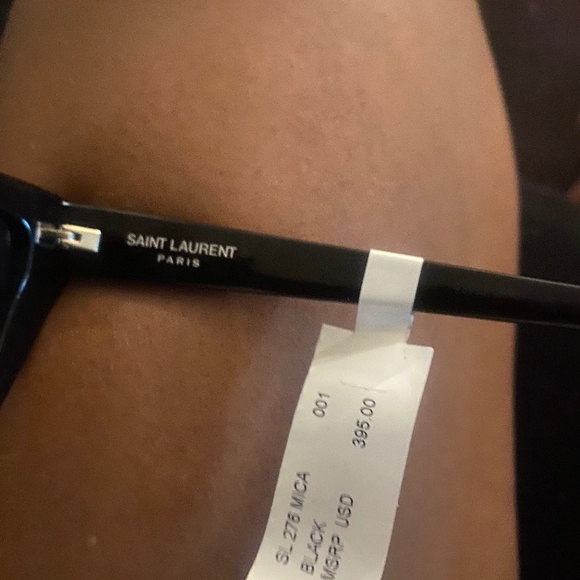 SAINT LAURENT
PARIS
SL 276 MICA 001
BLACK
MSRP USD 395.00